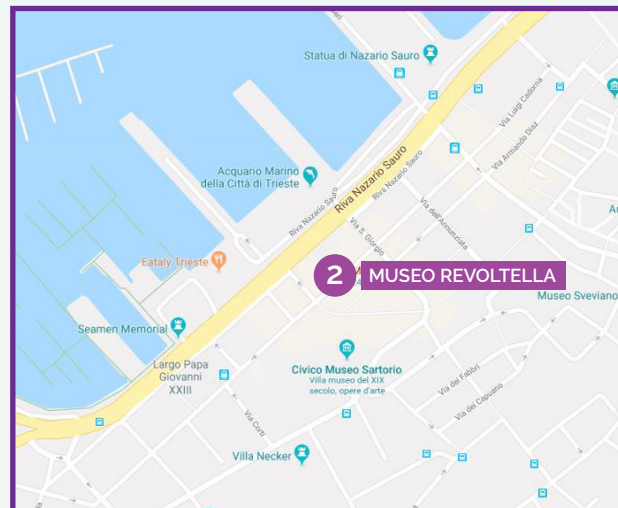 Statua di Nazario Sauro
Via Luigi Cadorna
Via Armando Diaz
Acquario Marino
della Città di Trieste
Riva Nazario Sauro
Riva Nazario Sauro
Riva Nazario Sauro
Via S. Giorgio
Via dell'Annunziata
Eataly Trieste
2
MUSEO REVOLTELLA
Museo Sveviano
Seamen Memorial
Largo Papa
Giovanni
XXIII
Civico Museo Sartorio
Villa museo del XIX
secolo, opere d'arte
Via dei Fabbri
Via dei Capuano
Via Corti
Villa Necker